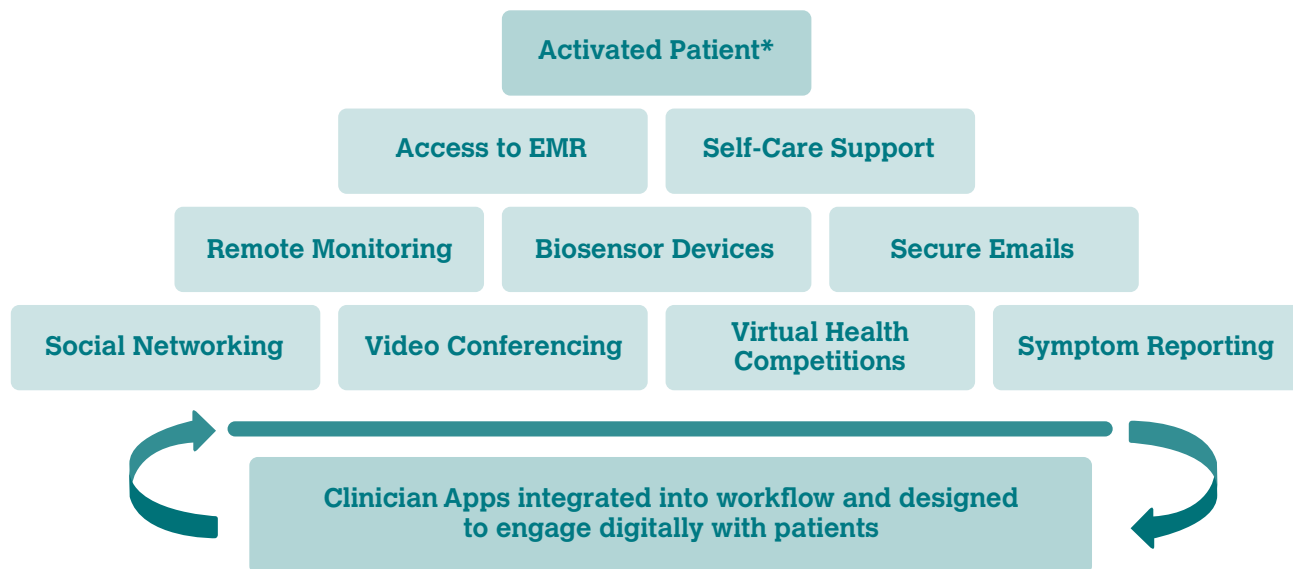 Activated Patient*
Access to EMR
Self-Care Support
Remote Monitoring
Biosensor Devices
Secure Emails
Social Networking
Video Conferencing
Virtual Health
Competitions
Symptom Reporting
Clinician Apps integrated into workflow and designed
to engage digitally with patients